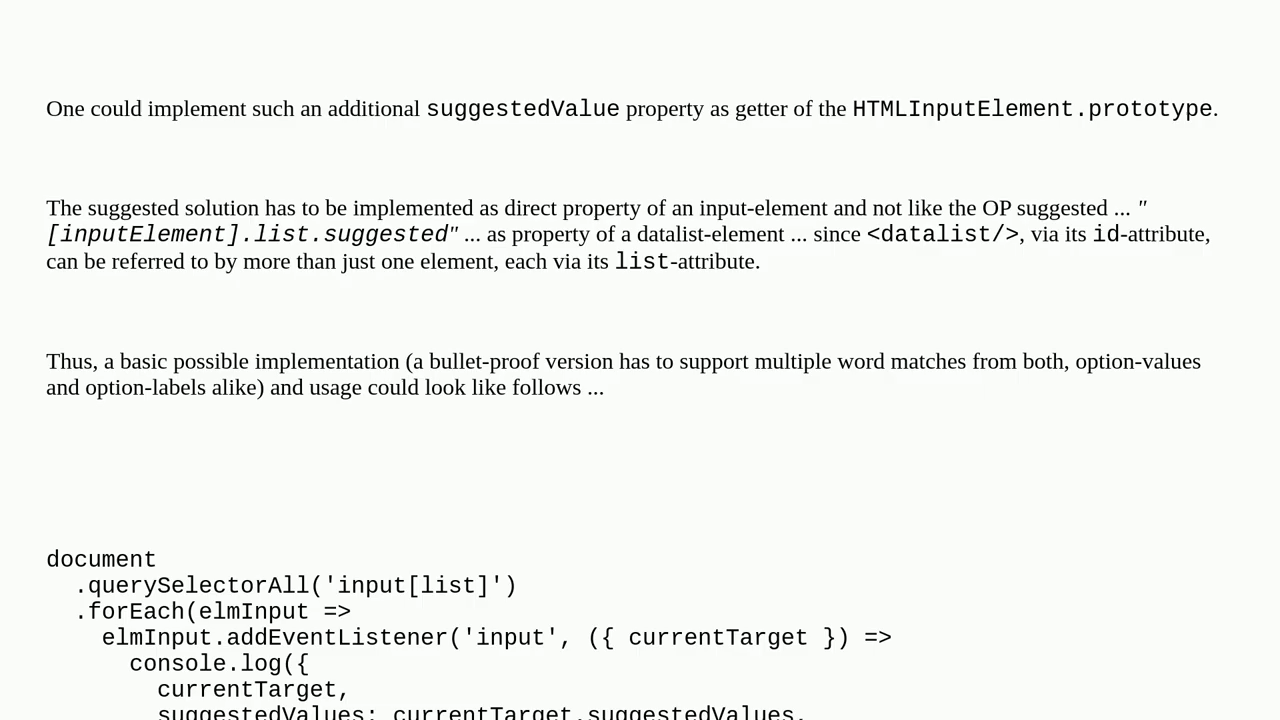 One could implement such an additional suggestedValue property as getter of the HTMLInputElement.prototype.
The suggested solution has to be implemented as direct property of an input-element and not like the OP suggested ... "
[inputElement].list.suggested" ... as property of a datalist-element ... since <datalist/>, via its id-attribute,
can be referred to by more than just one element, each via its list-attribute.
Thus, a basic possible implementation (a bullet-proof version has to support multiple word matches from both, option-values
and option-labels alike) and usage could look like follows ...
document
  .querySelectorAll('input[list]')
  .forEach(elmInput =>
    elmInput.addEventListener('input', ({ currentTarget }) =>
      console.log({
        currentTarget,
        suggestedValues: currentTarget.suggestedValues,